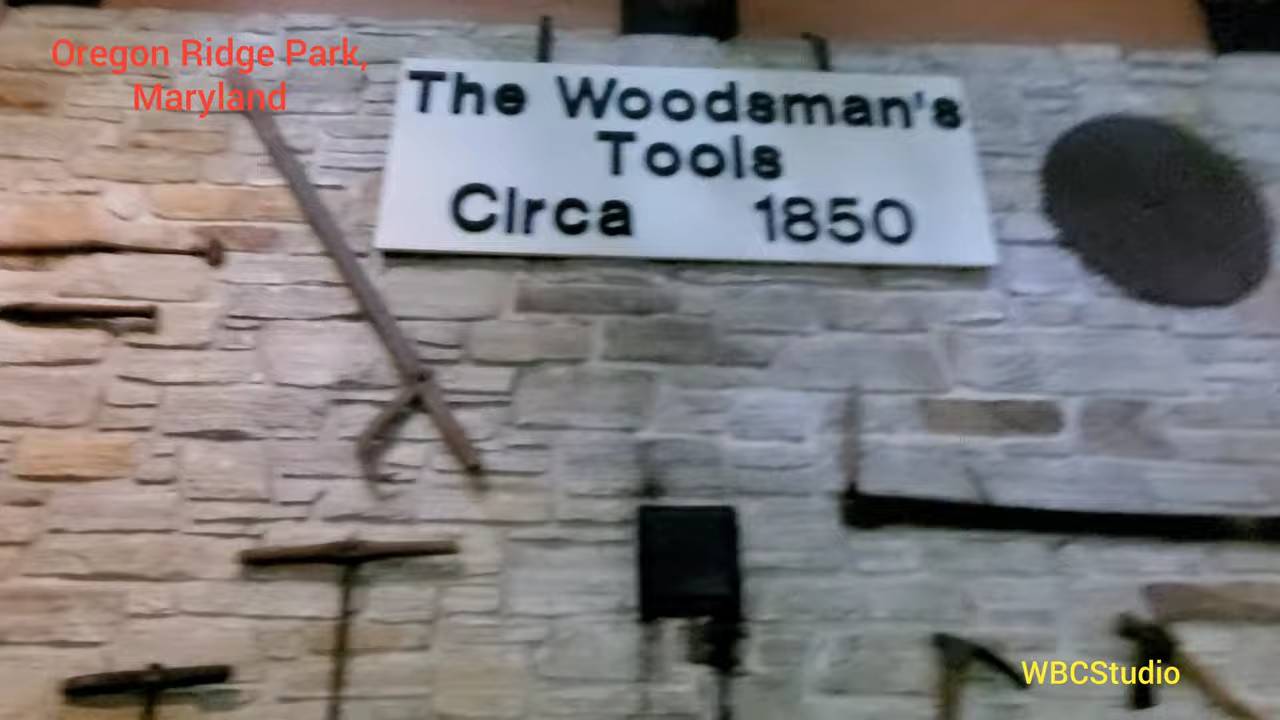 Oregon Ridge Park,
Maryland
The Woodsman's
Tools
Circa 1850
WBCStudio